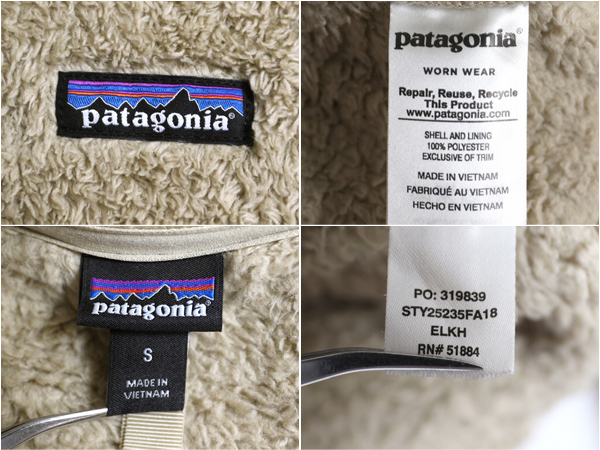 patagonia®
patagonia®
WORN WEAR
Repair, Reuse, Recycle
This Product
www.patagonia.com
SHELL AND LINING
100% POLYESTER
EXCLUSIVE OF TRIM
MADE IN VIETNAM
FABRIQUÉ AU VIETNAM
HECHO EN VIETNAM
patagonia®
S
MADE IN
VIETNAM
PO: 319839
STY25235FA18
ELKH
RN# 51884